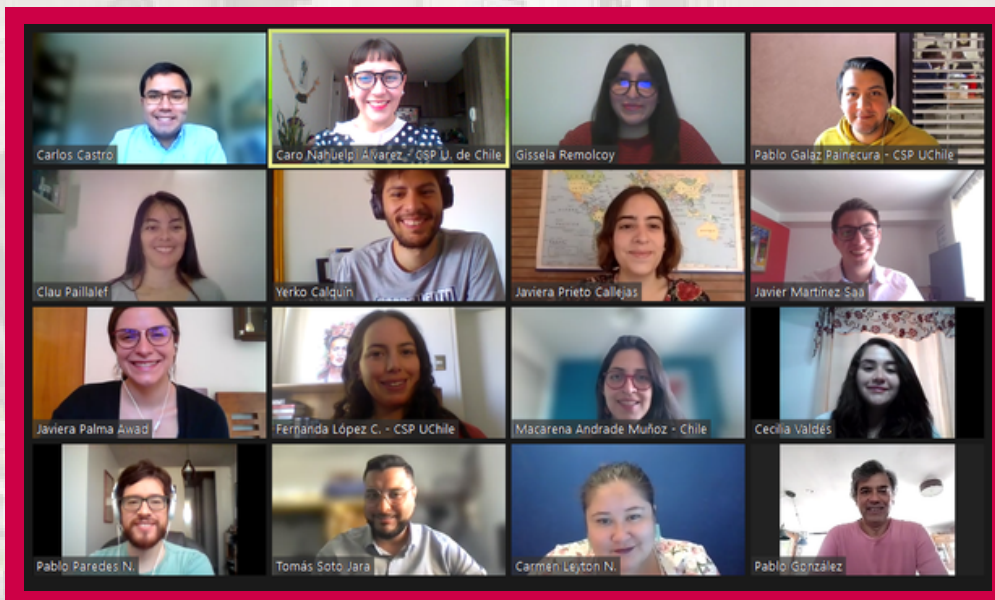 Carlos Castro
Caro Nahuelp. Álvarez - CSP U. de Chile
Gissela Remolcoy
Pablo Galaz Painecura - CSP UChile
Clau Paillalef
Yerko Calquín
Javiera Prieto Callejas
Javier Martínez Saa
Javiera Palma Awad
Fernanda López C. - CSP UChile
Macarena Andrade Muñoz - Chile
Cecilia Valdés
Pablo Paredes N.
Tomás Soto Jara
Carmen Leyton N.
Pablo González